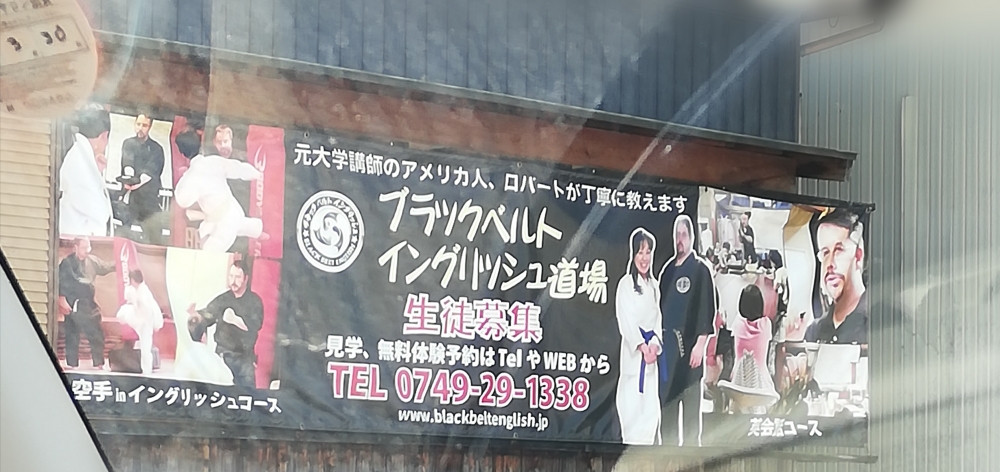 元大学講師のアメリカ人、ロバートが丁寧に教えます
ブラックベルト
イングリッシュ道場
生徒募集
見学、無料体験予約はTelやWEBから
TEL 0749-29-1338
www.blackbeltenglish.jp
空手inイングリッシュコース
英会話コース